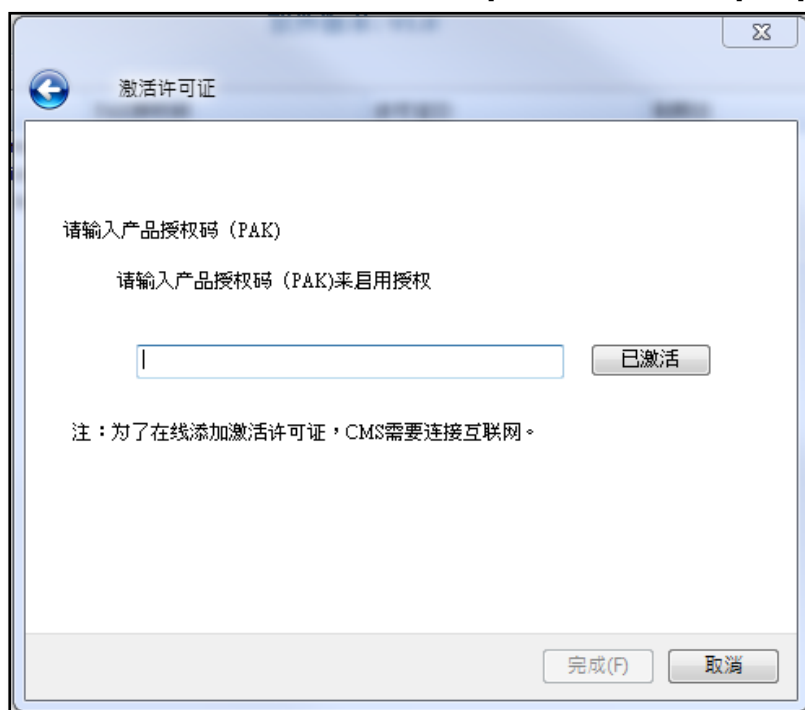 激活许可证
请输入产品授权码 (PAK)
请输入产品授权码 (PAK)来启用授权
已激活
注：为了在线添加激活许可证，CMS需要连接互联网。
完成(F)
取消